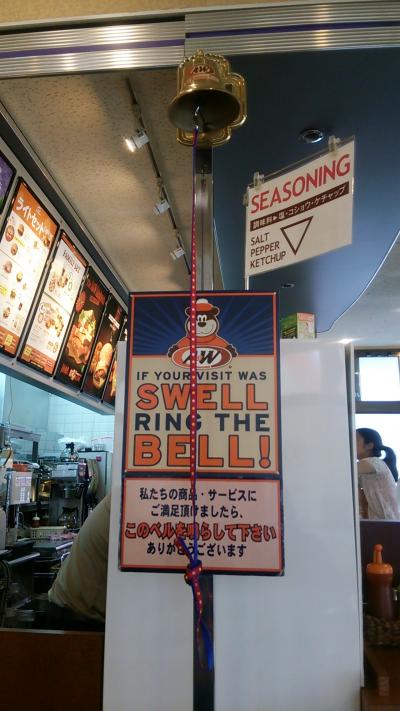 A&W
SEASONING
調味料▶塩・コショウ・ケチャップ
SALT
PEPPER
KETCHUP
A&W
IF YOUR VISIT WAS
SWELL
RING THE
BELL!
私たちの商品・サービスに
ご満足頂けましたら、
このベルを鳴らして下さい
ありがとうございます
ライトセット